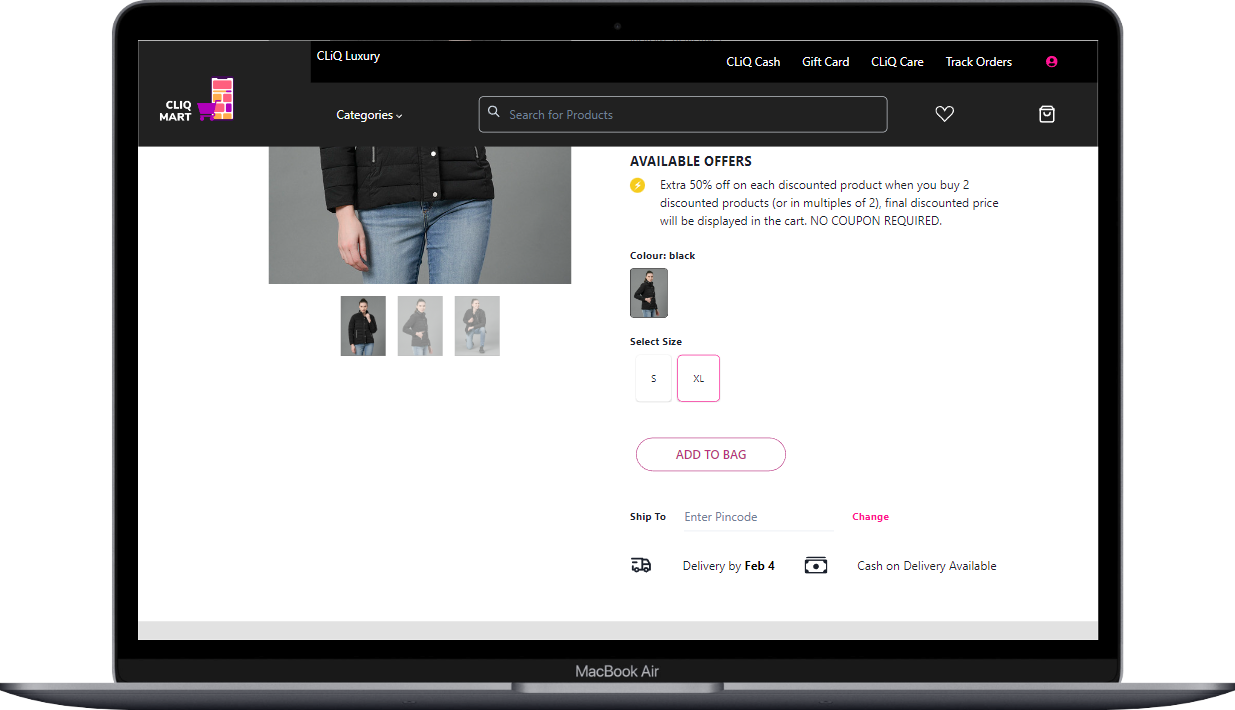 CLiQ Luxury
CLiQ Cash Gift Card CLiQ Care Track Orders
CLIQ
MART
Categories
Search for Products
AVAILABLE OFFERS
Extra 50% off on each discounted product when you buy 2
discounted products (or in multiples of 2), final discounted price
will be displayed in the cart. NO COUPON REQUIRED.
Colour: black
Select Size
S XL
ADD TO BAG
Ship To Enter Pincode Change
Delivery by Feb 4 Cash on Delivery Available
MacBook Air